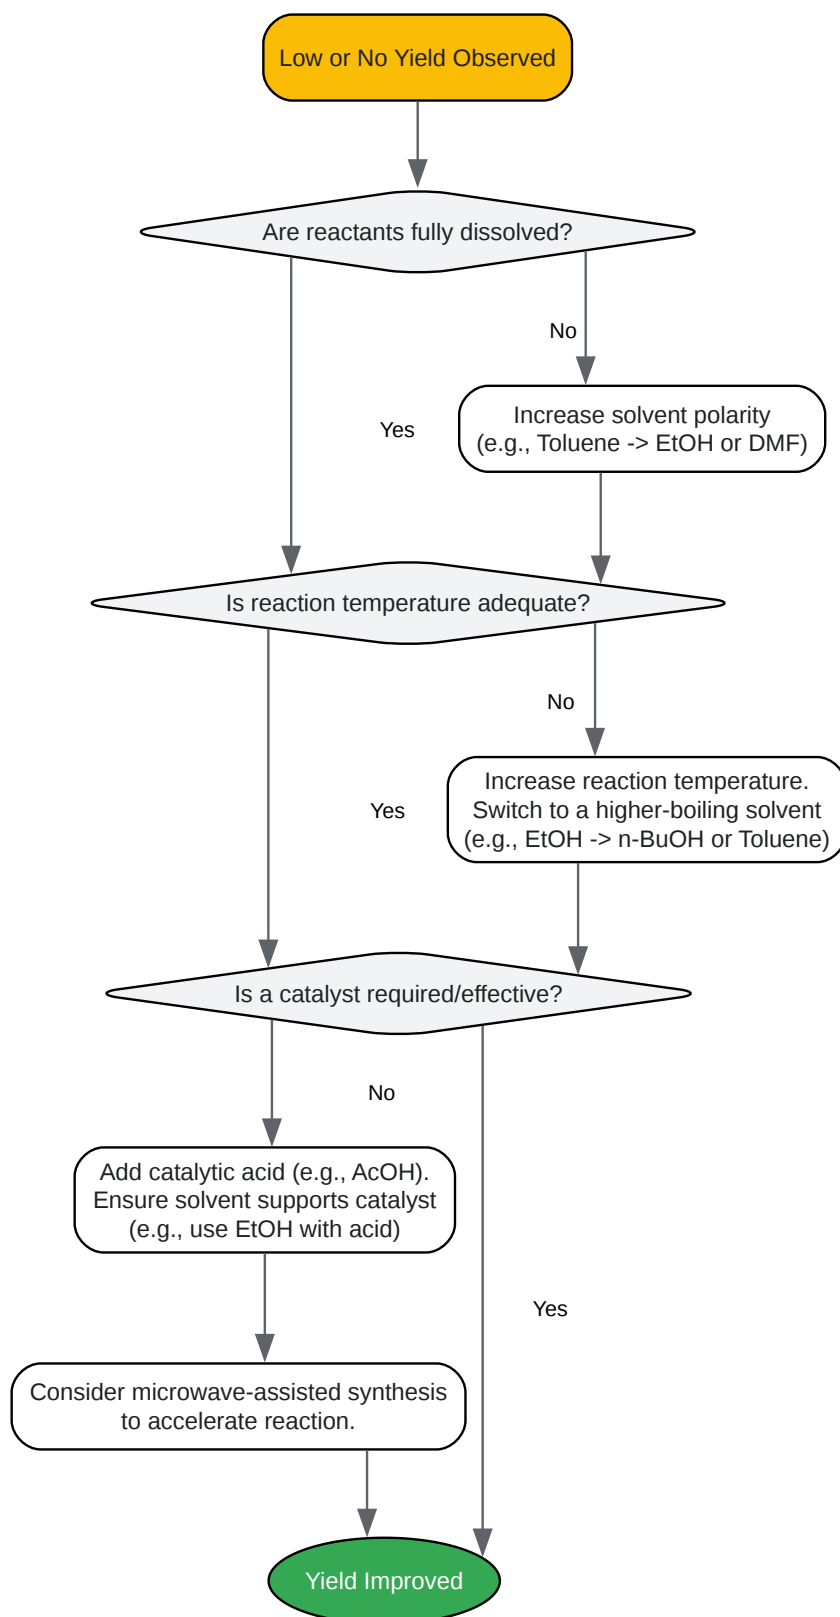 Low or No Yield Observed
Are reactants fully dissolved?
No
Increase solvent polarity
(e.g., Toluene -> EtOH or DMF)
Yes
Is reaction temperature adequate?
No
Increase reaction temperature.
Switch to a higher-boiling solvent
(e.g., EtOH -> n-BuOH or Toluene)
Yes
Is a catalyst required/effective?
No
Add catalytic acid (e.g., AcOH).
Ensure solvent supports catalyst
(e.g., use EtOH with acid)
Yes
Consider microwave-assisted synthesis
to accelerate reaction.
Yield Improved